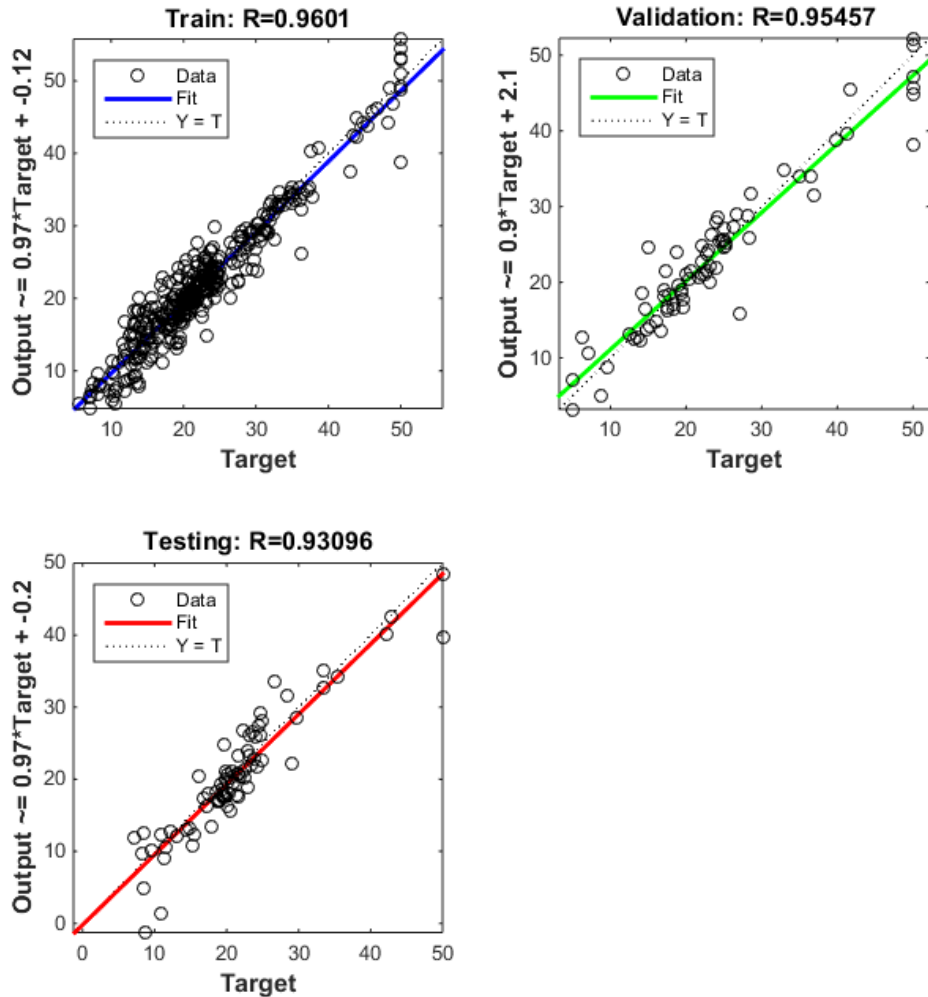 Train: R=0.9601
Output ~= 0.97*Target + -0.12
50
40
30
20
10
Data
Fit
Y = T
10 20 30 40 50
Target
Validation: R=0.95457
Output ~= 0.9*Target + 2.1
50
40
30
20
10
Data
Fit
Y = T
10 20 30 40 50
Target
Testing: R=0.93096
Output ~= 0.97*Target + -0.2
50
40
30
20
10
0
Data
Fit
Y = T
0 10 20 30 40 50
Target